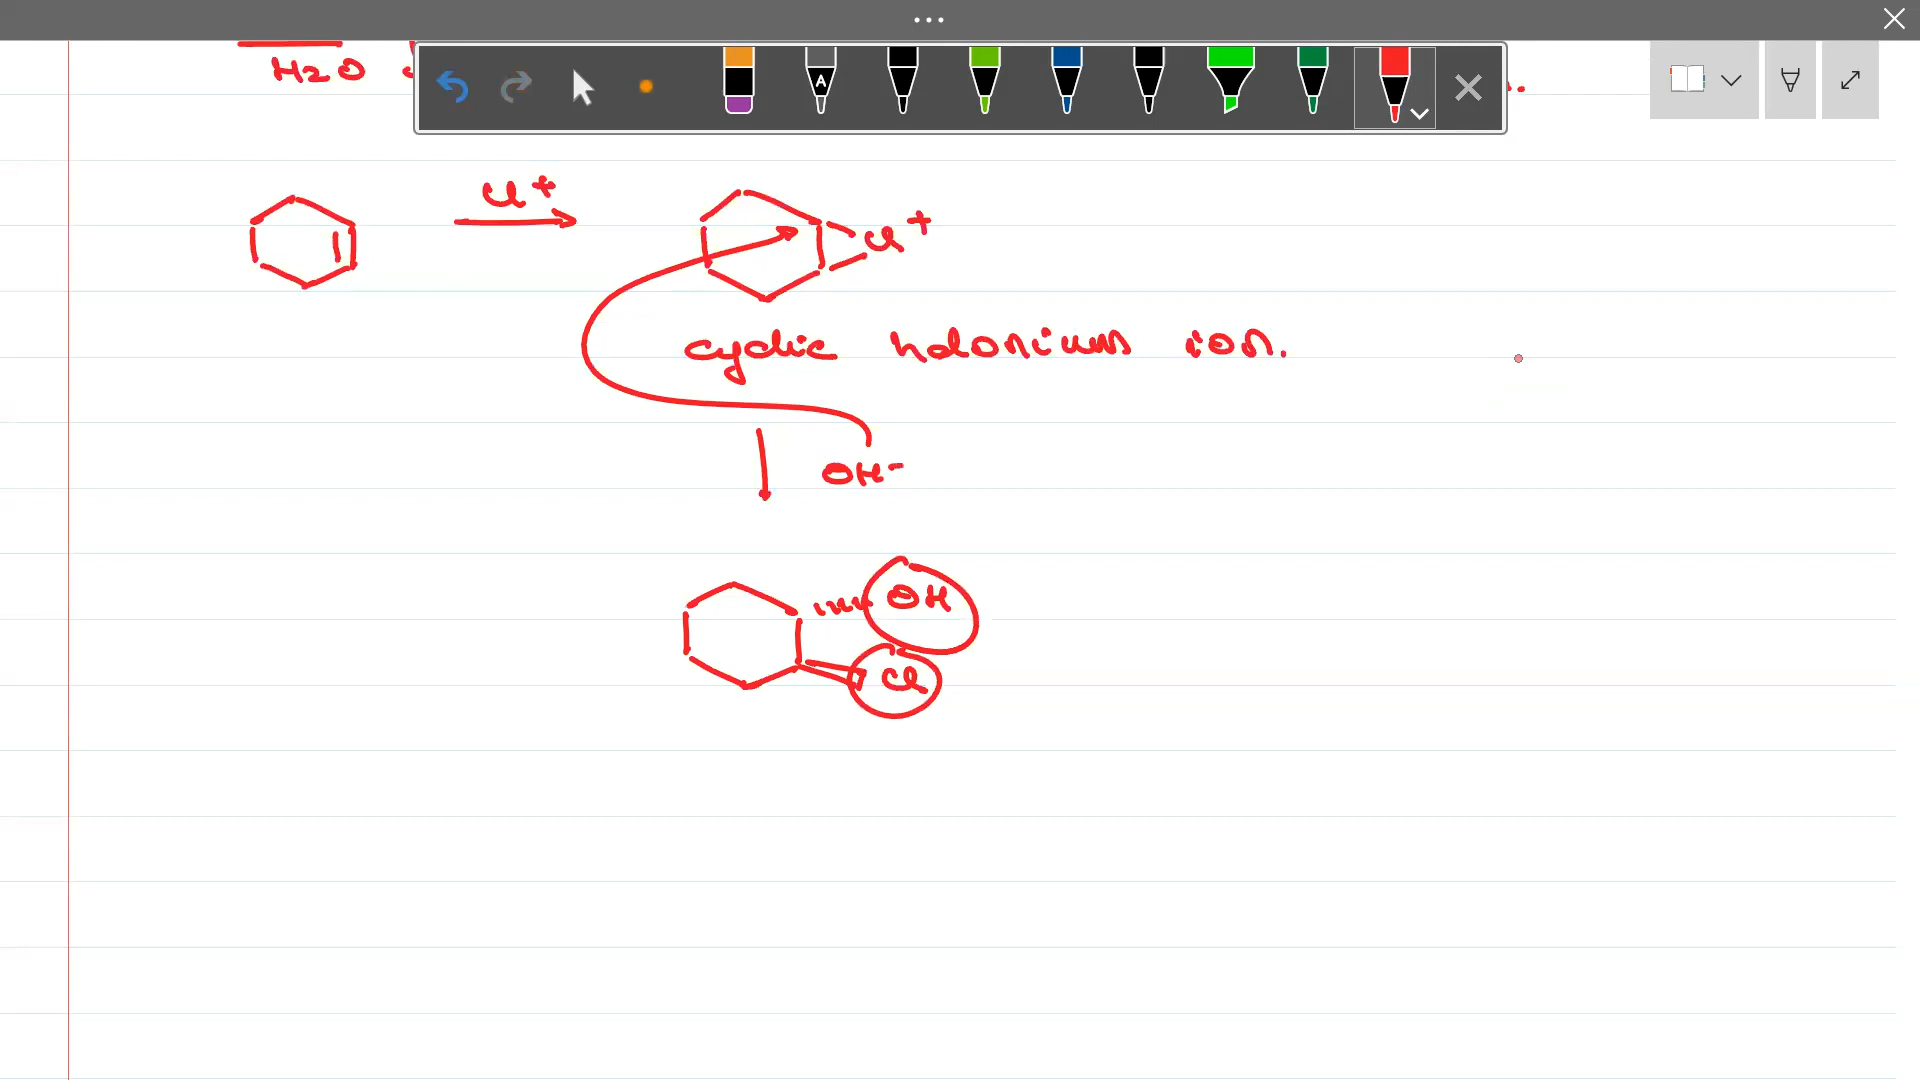 H2O
Cl+
Cl+
cyclic halonium ion.
OH-
OH
Cl